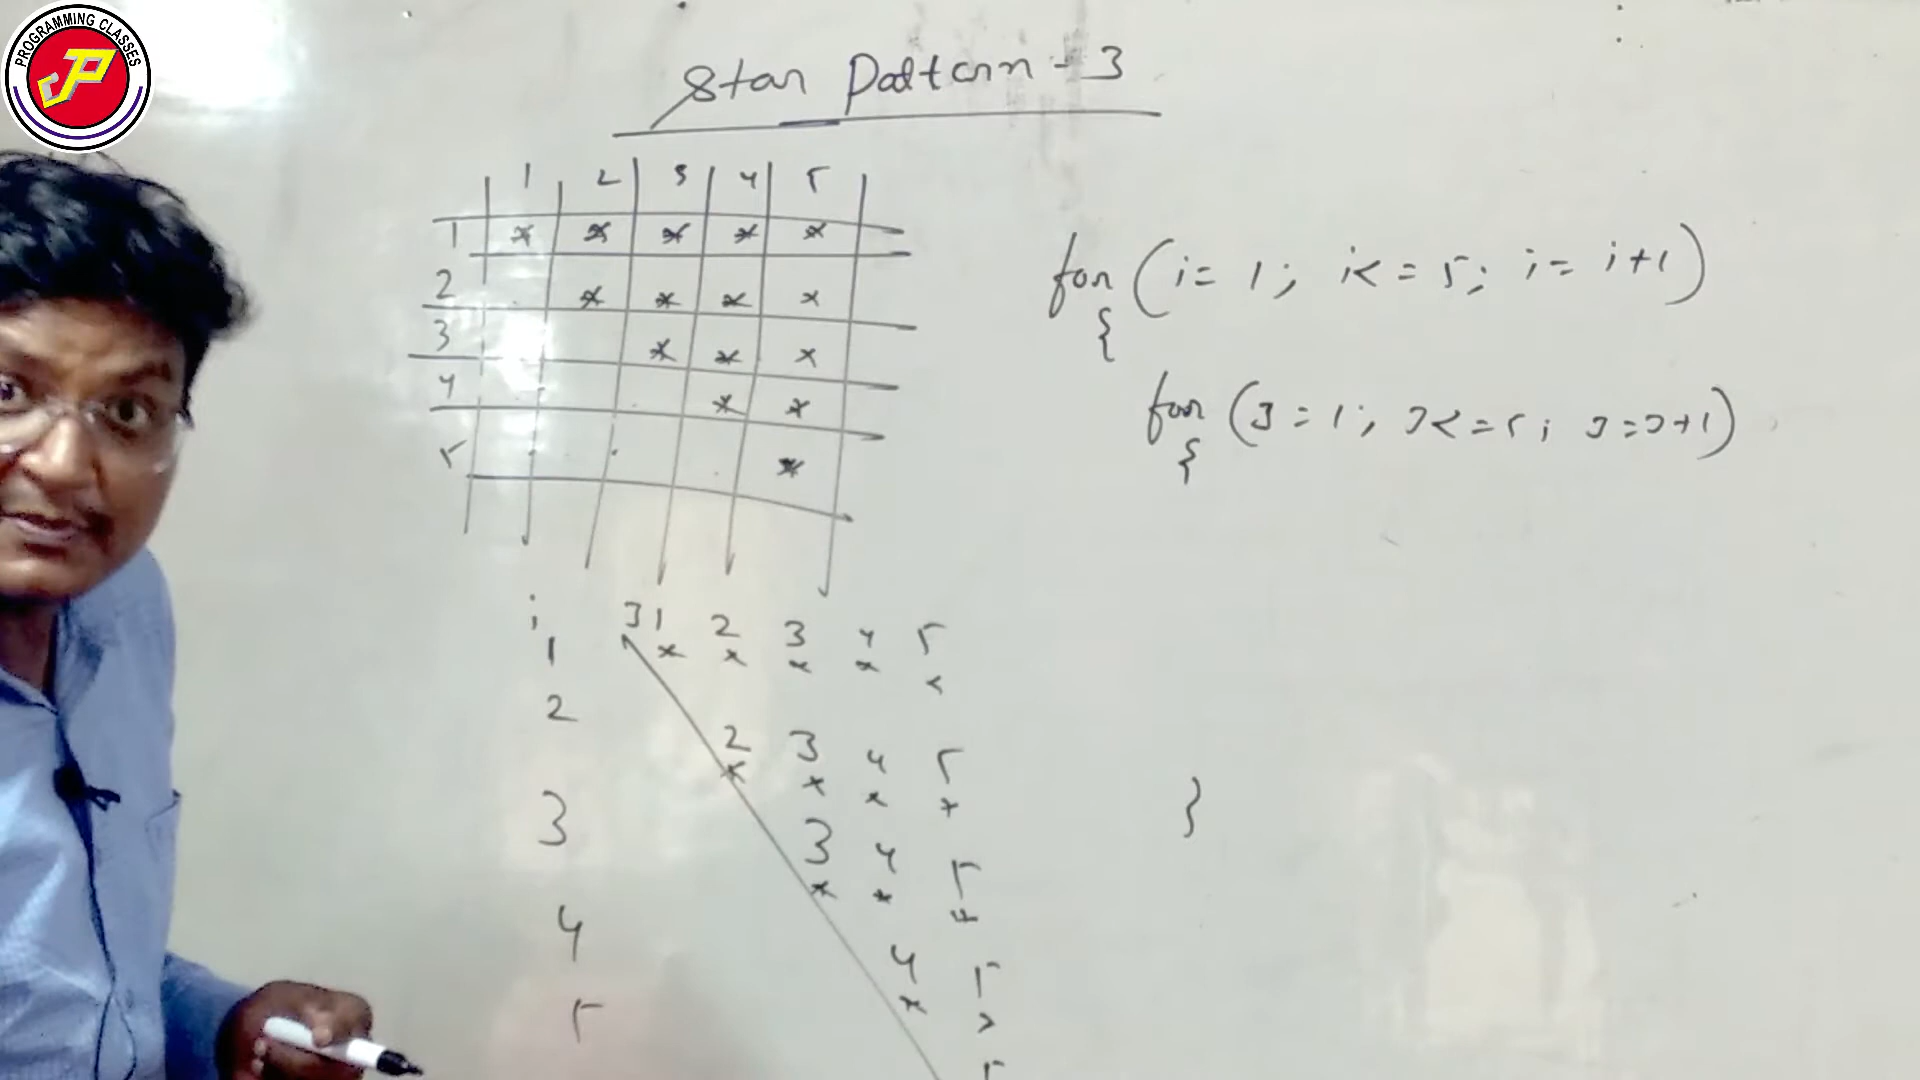 PROGRAMMING CLASSES
JP
Star Pattern - 3
1 2 3 4 5
1 * * * * *
2 * * * *
3 * * *
4 * *
5 *
for (i = 1; i <= 5; i = i+1)
{
for (J = 1; J <= 5; J = J+1)
{
}
i J 1 2 3 4 5
1 * * * * *
2
2 3 4 5
* * * *
3 3 4 5
* * *
4 4 5
* *
5 5